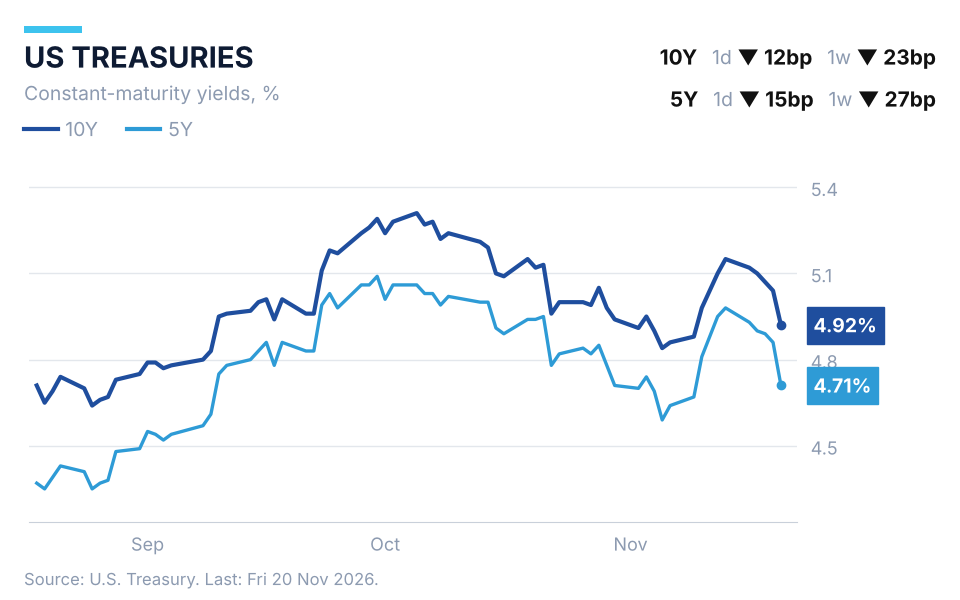 US TREASURIES
Constant-maturity yields, %
10Y 5Y
10Y 1d ▼ 12bp 1w ▼ 23bp
5Y 1d ▼ 15bp 1w ▼ 27bp
5.4
5.1
4.92%
4.8
4.71%
4.5
Sep Oct Nov
Source: U.S. Treasury. Last: Fri 20 Nov 2026.